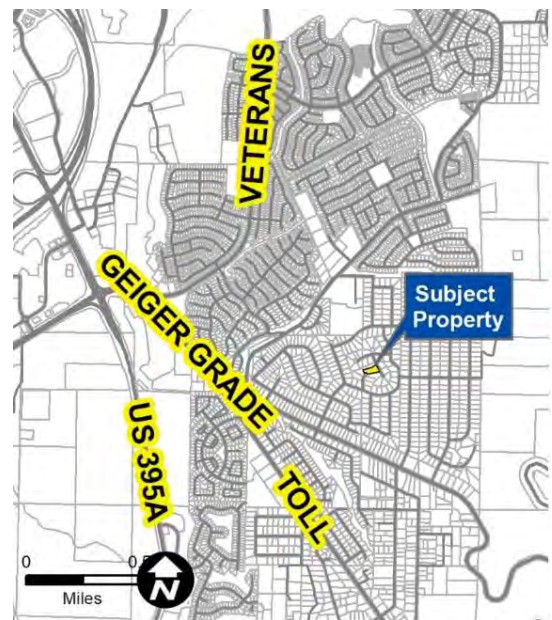 VETERANS
GEIGER GRADE
Subject
Property
US 395A
TOLL
0
Miles
N